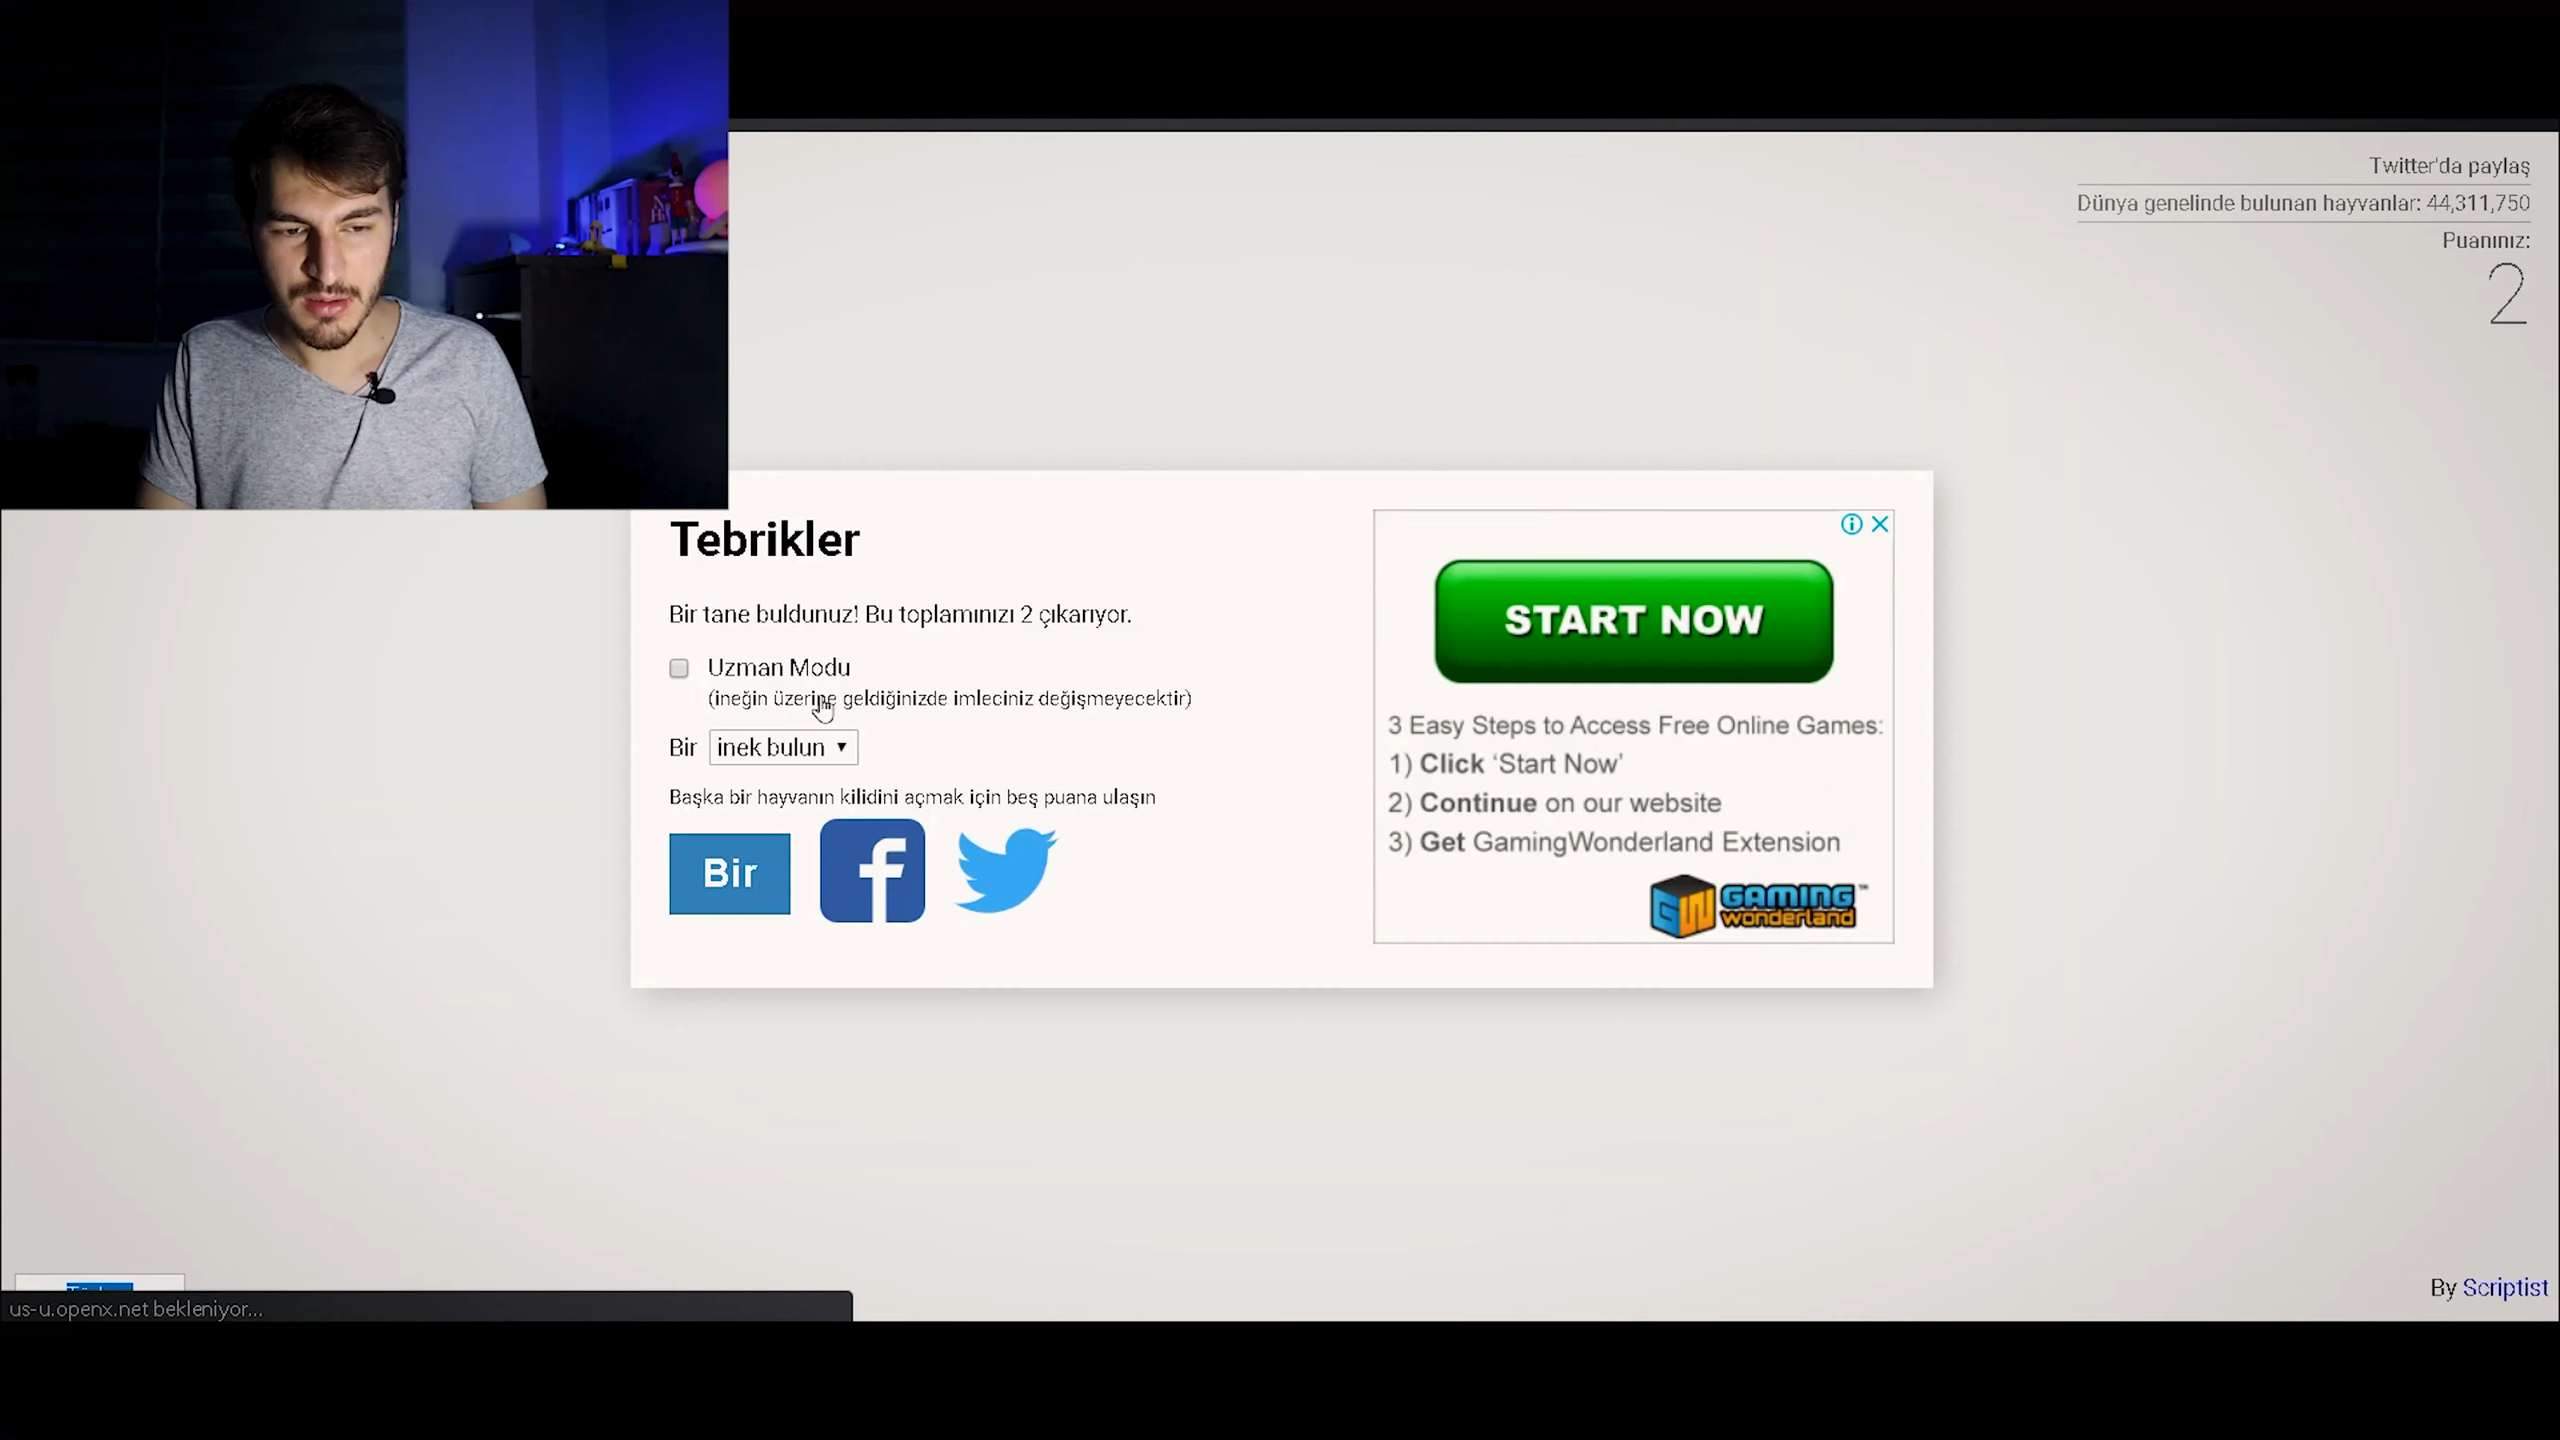 Twitter'da paylaş
Dünya genelinde bulunan hayvanlar: 44,311,750
Puanınız:
2
Tebrikler
Bir tane buldunuz! Bu toplamınızı 2 çıkarıyor.
Uzman Modu
(ineğin üzerine geldiğinizde imleciniz değişmeyecektir)
Bir inek bulun
Başka bir hayvanın kilidini açmak için beş puana ulaşın
Bir
START NOW
3 Easy Steps to Access Free Online Games:
1) Click ‘Start Now’
2) Continue on our website
3) Get GamingWonderland Extension
GW GAMING
wonderland™
us-u.openx.net bekleniyor...
By Scriptist